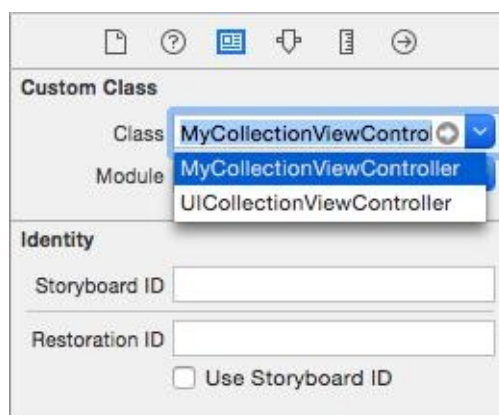 Custom Class
Class MyCollectionViewControl
Module MyCollectionViewController
UICollectionViewController
Identity
Storyboard ID
Restoration ID
Use Storyboard ID